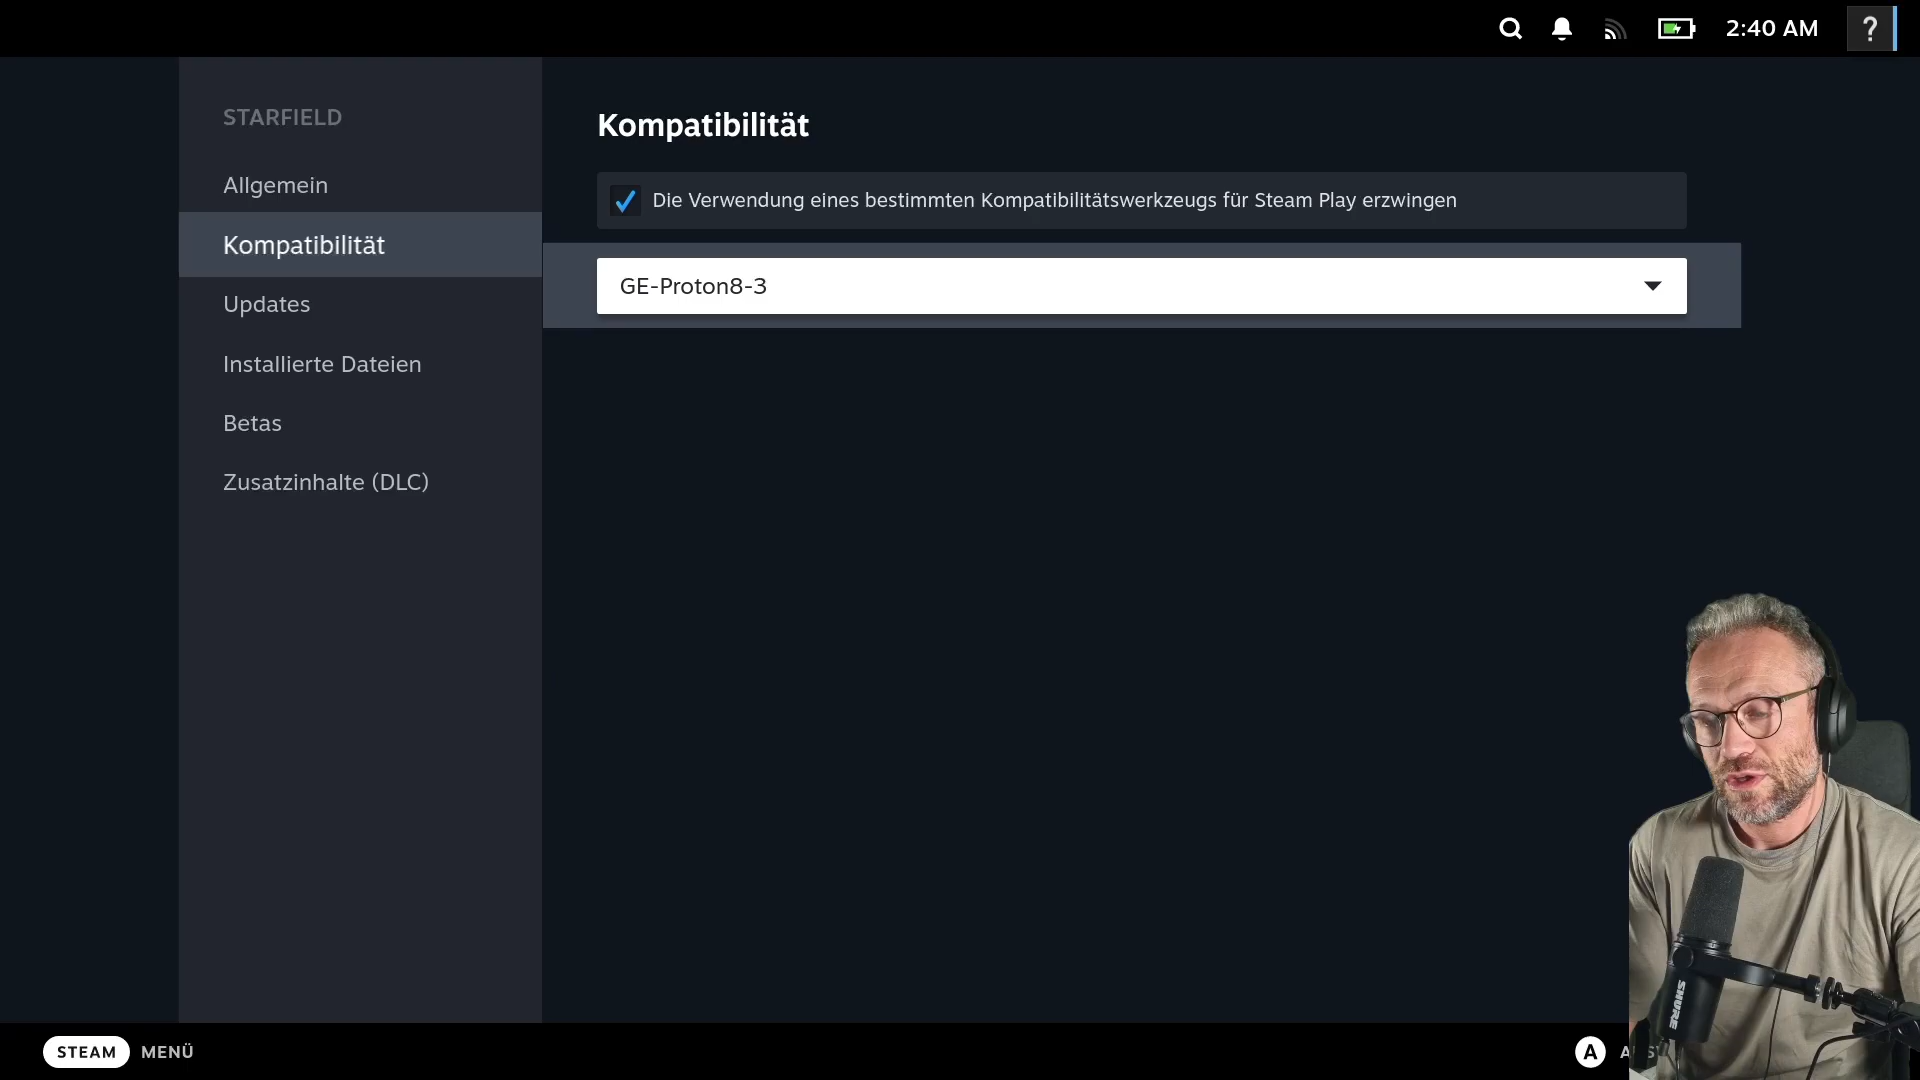 2:40 AM
?
STARFIELD
Allgemein
Kompatibilität
Updates
Installierte Dateien
Betas
Zusatzinhalte (DLC)
Kompatibilität
Die Verwendung eines bestimmten Kompatibilitätswerkzeugs für Steam Play erzwingen
GE-Proton8-3
SHURE
STEAM MENÜ
A